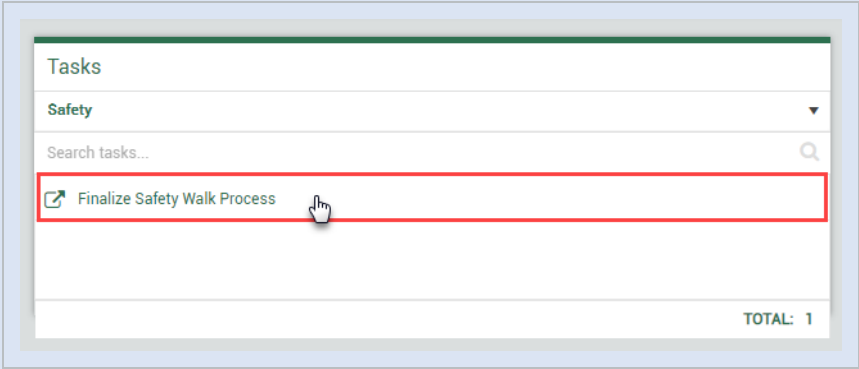 Tasks
Safety
Search tasks...
Finalize Safety Walk Process
TOTAL: 1